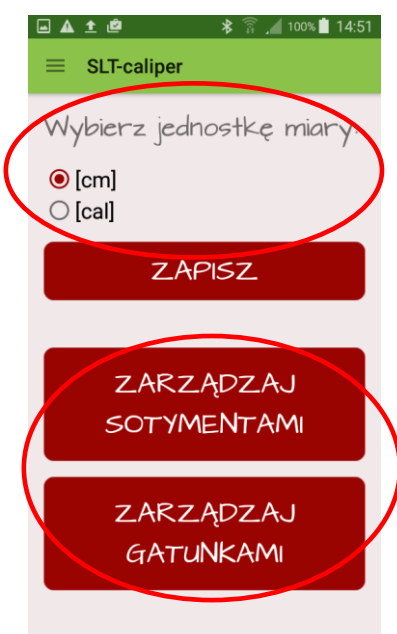 100% 14:51
SLT-caliper
Wybierz jednostkę miary:
[cm]
[cal]
ZAPISZ
ZARZĄDZAJ
SOTYMENTAMI
ZARZĄDZAJ
GATUNKAMI